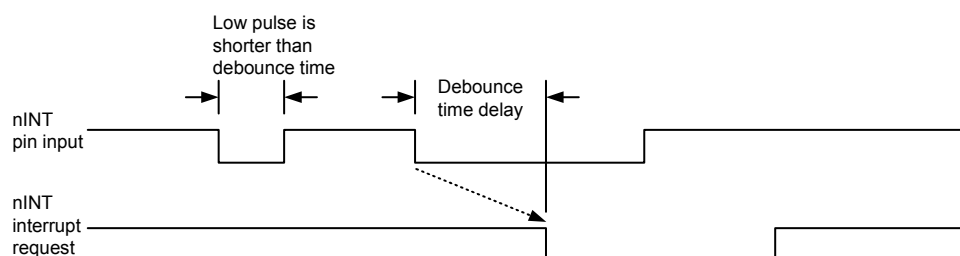 Low pulse is
shorter than
debounce time
Debounce
time delay
nINT
pin input
nINT
interrupt
request